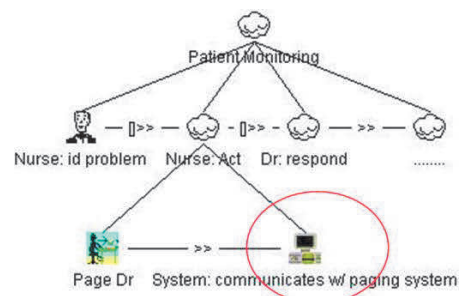 Patient Monitoring
[]>> []>> >>
Nurse: id problem Nurse: Act Dr: respond ........
>>
Page Dr System: communicates w/ paging system